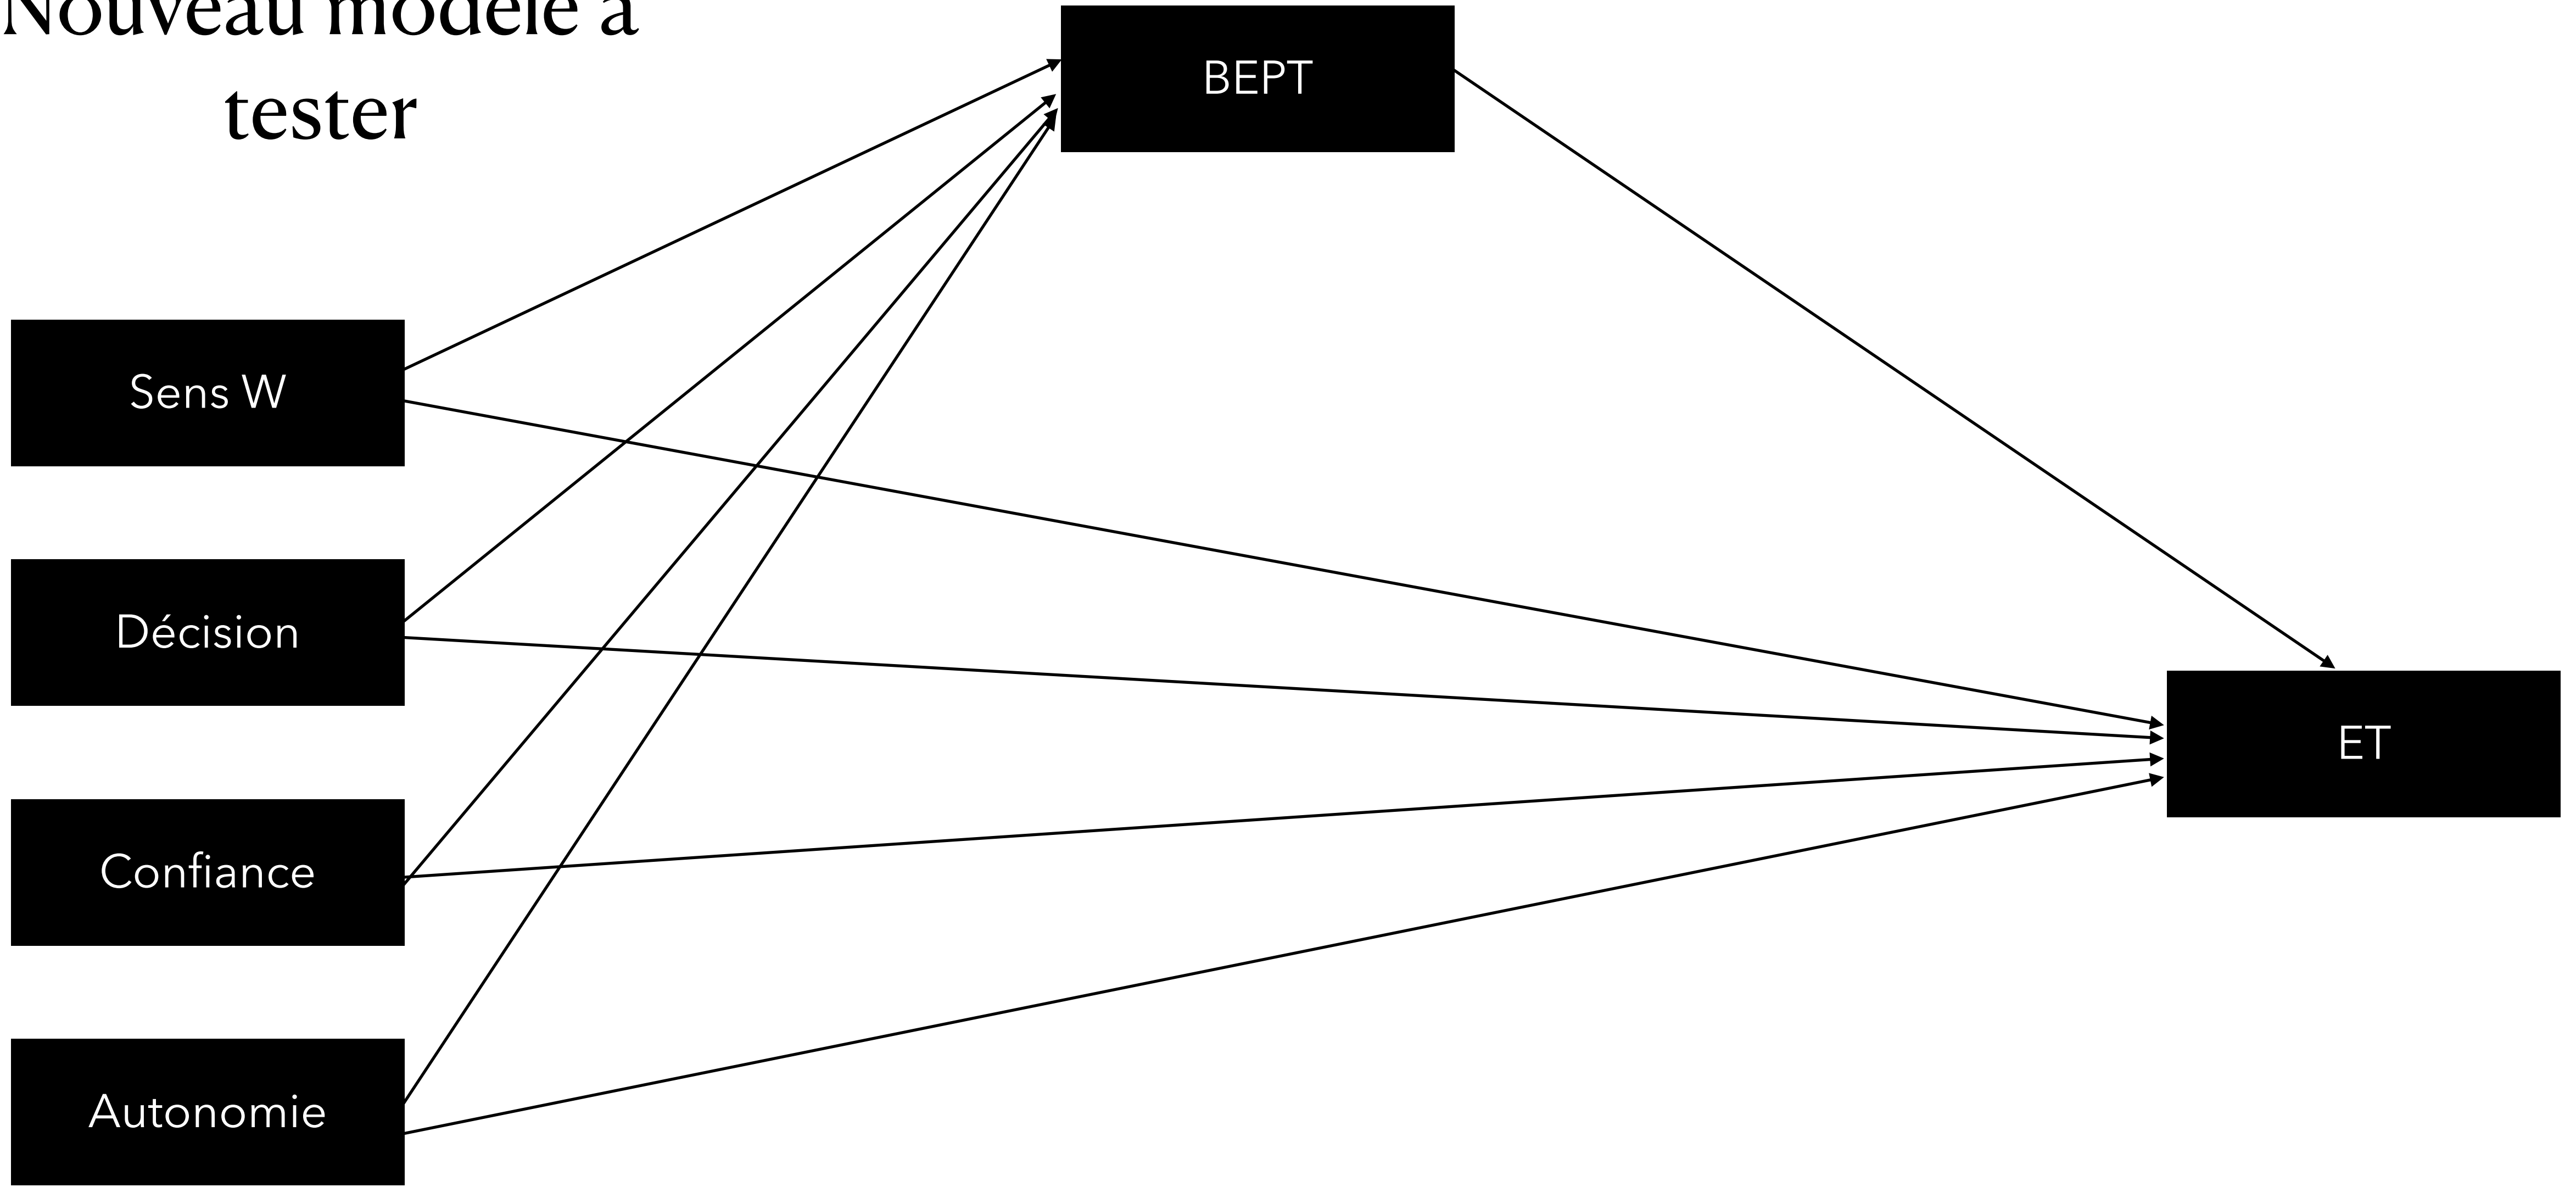 Nouveau modèle à
tester
BEPT
Sens W
Décision
Confiance
Autonomie
ET